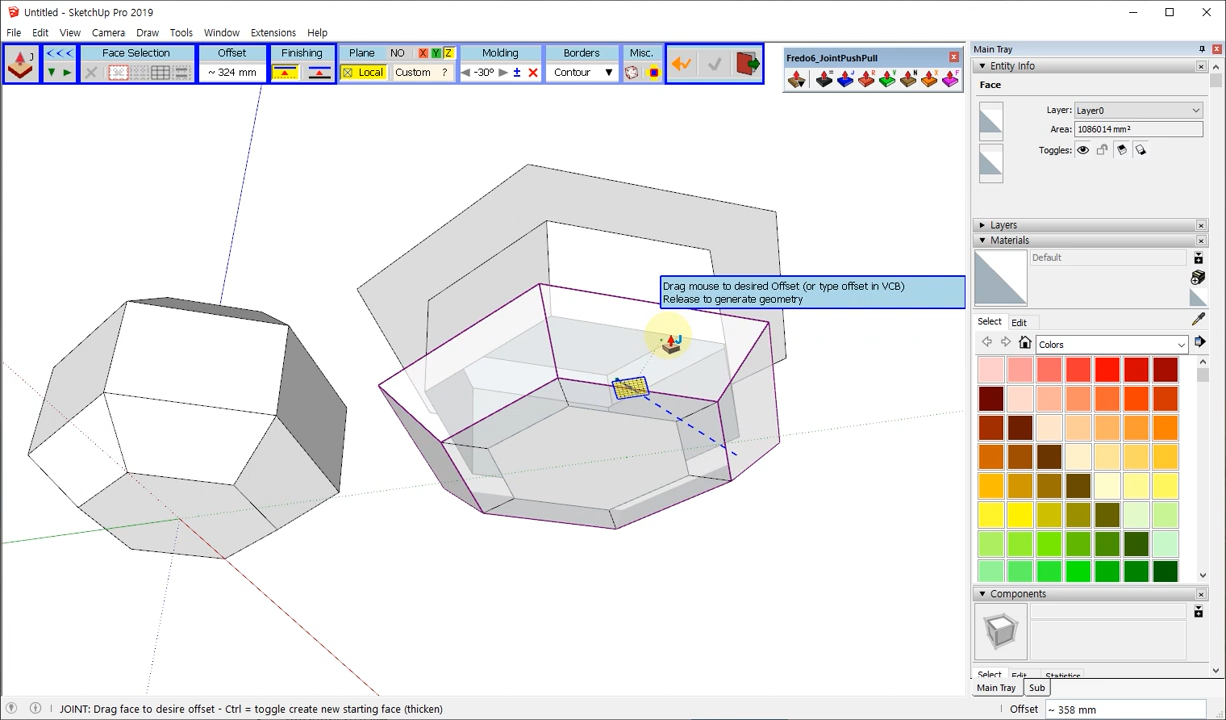 Untitled - SketchUp Pro 2019
File Edit View Camera Draw Tools Window Extensions Help
J
<<< Face Selection Offset Finishing Plane NO X Y Z Molding Borders Misc.
~ 324 mm Local Custom ? -30° ± Contour
Fredo6_JointPushPull
= J R V N X F
Drag mouse to desired Offset (or type offset in VCB)
Release to generate geometry
J
Main Tray
Entity Info
Face
Layer: Layer0
Area: 1086014 mm²
Toggles:
Layers
Materials
Default
Select Edit
Colors
Components
Select Edit Statistics
Main Tray Sub
JOINT: Drag face to desire offset - Ctrl = toggle create new starting face (thicken)
Offset ~ 358 mm